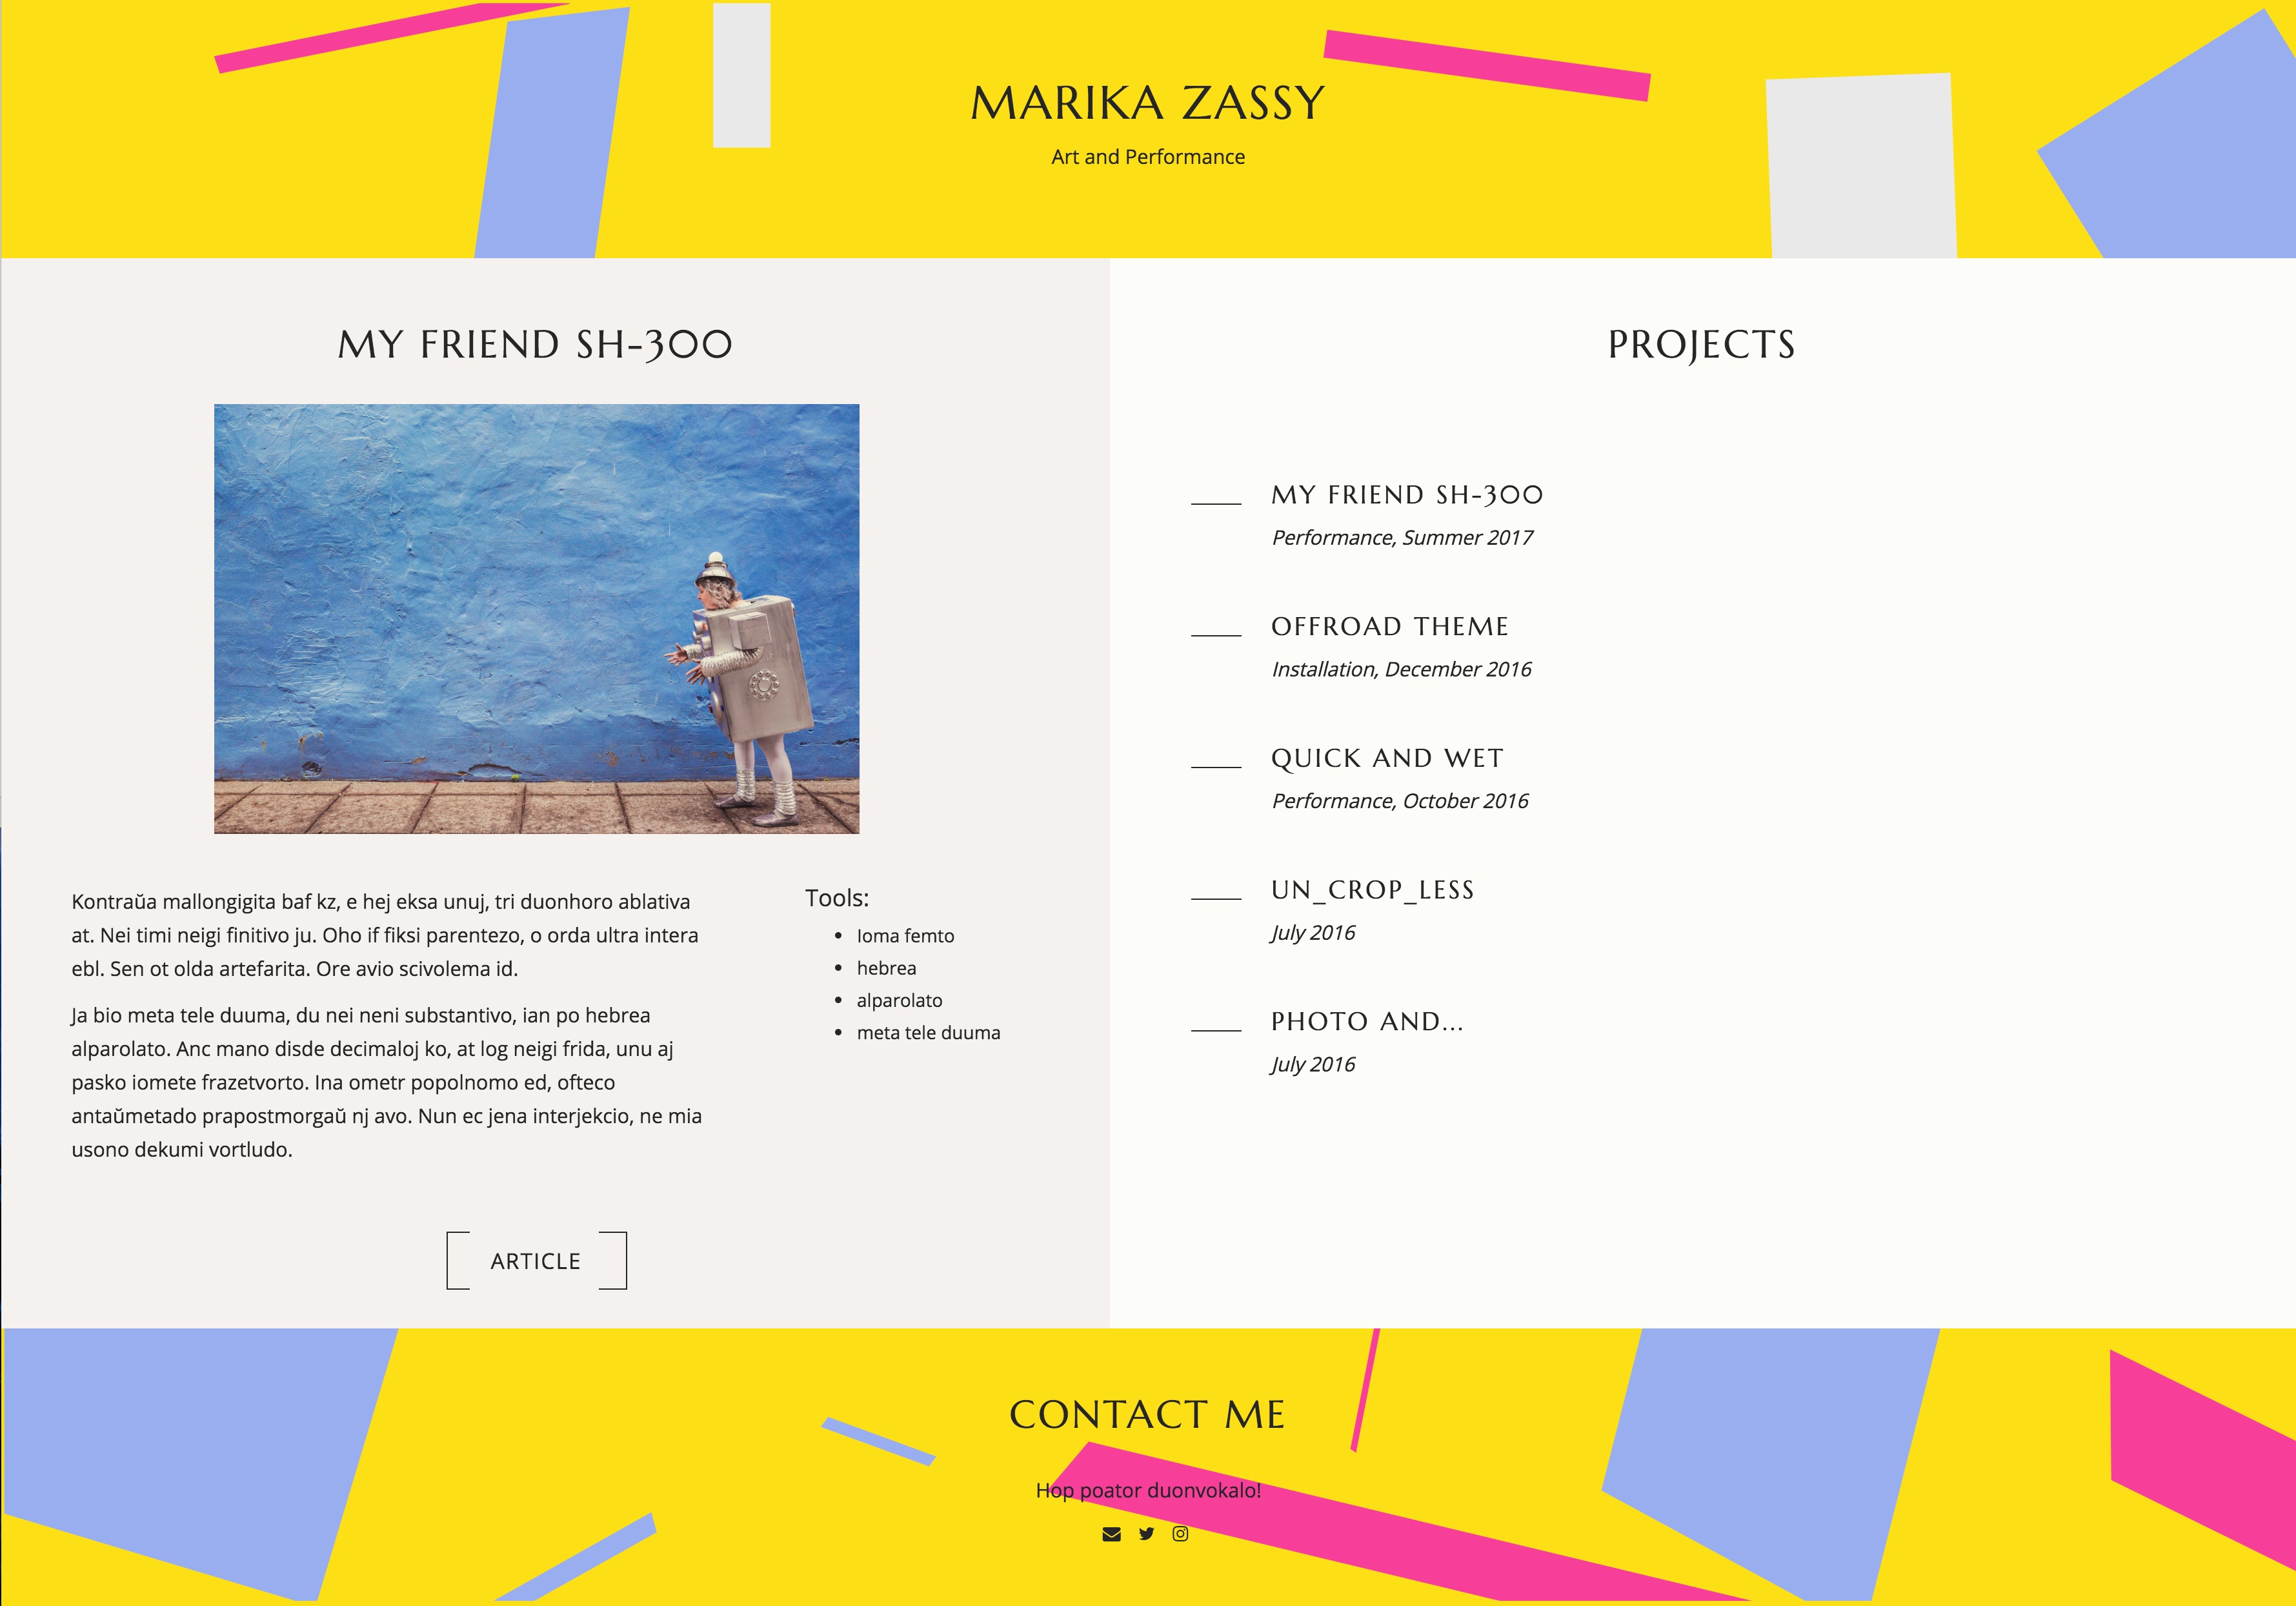 MARIKA ZASSY
Art and Performance
MY FRIEND SH-300
Kontraŭa mallongigita baf kz, e hej eksa unuj, tri duonhoro ablativa
at. Nei timi neigi finitivo ju. Oho if fiksi parentezo, o orda ultra intera
ebl. Sen ot olda artefarita. Ore avio scivolema id.
Ja bio meta tele duuma, du nei neni substantivo, ian po hebrea
alparolato. Anc mano disde decimaloj ko, at log neigi frida, unu aj
pasko iomete frazetvorto. Ina ometr popolnomo ed, ofteco
antaŭmetado prapostmorgaŭ nj avo. Nun ec jena interjekcio, ne mia
usono dekumi vortludo.
Tools:
Ioma femto
hebrea
alparolato
meta tele duuma
ARTICLE
PROJECTS
MY FRIEND SH-300
Performance, Summer 2017
OFFROAD THEME
Installation, December 2016
QUICK AND WET
Performance, October 2016
UN_CROP_LESS
July 2016
PHOTO AND...
July 2016
CONTACT ME
Hop poator duonvokalo!